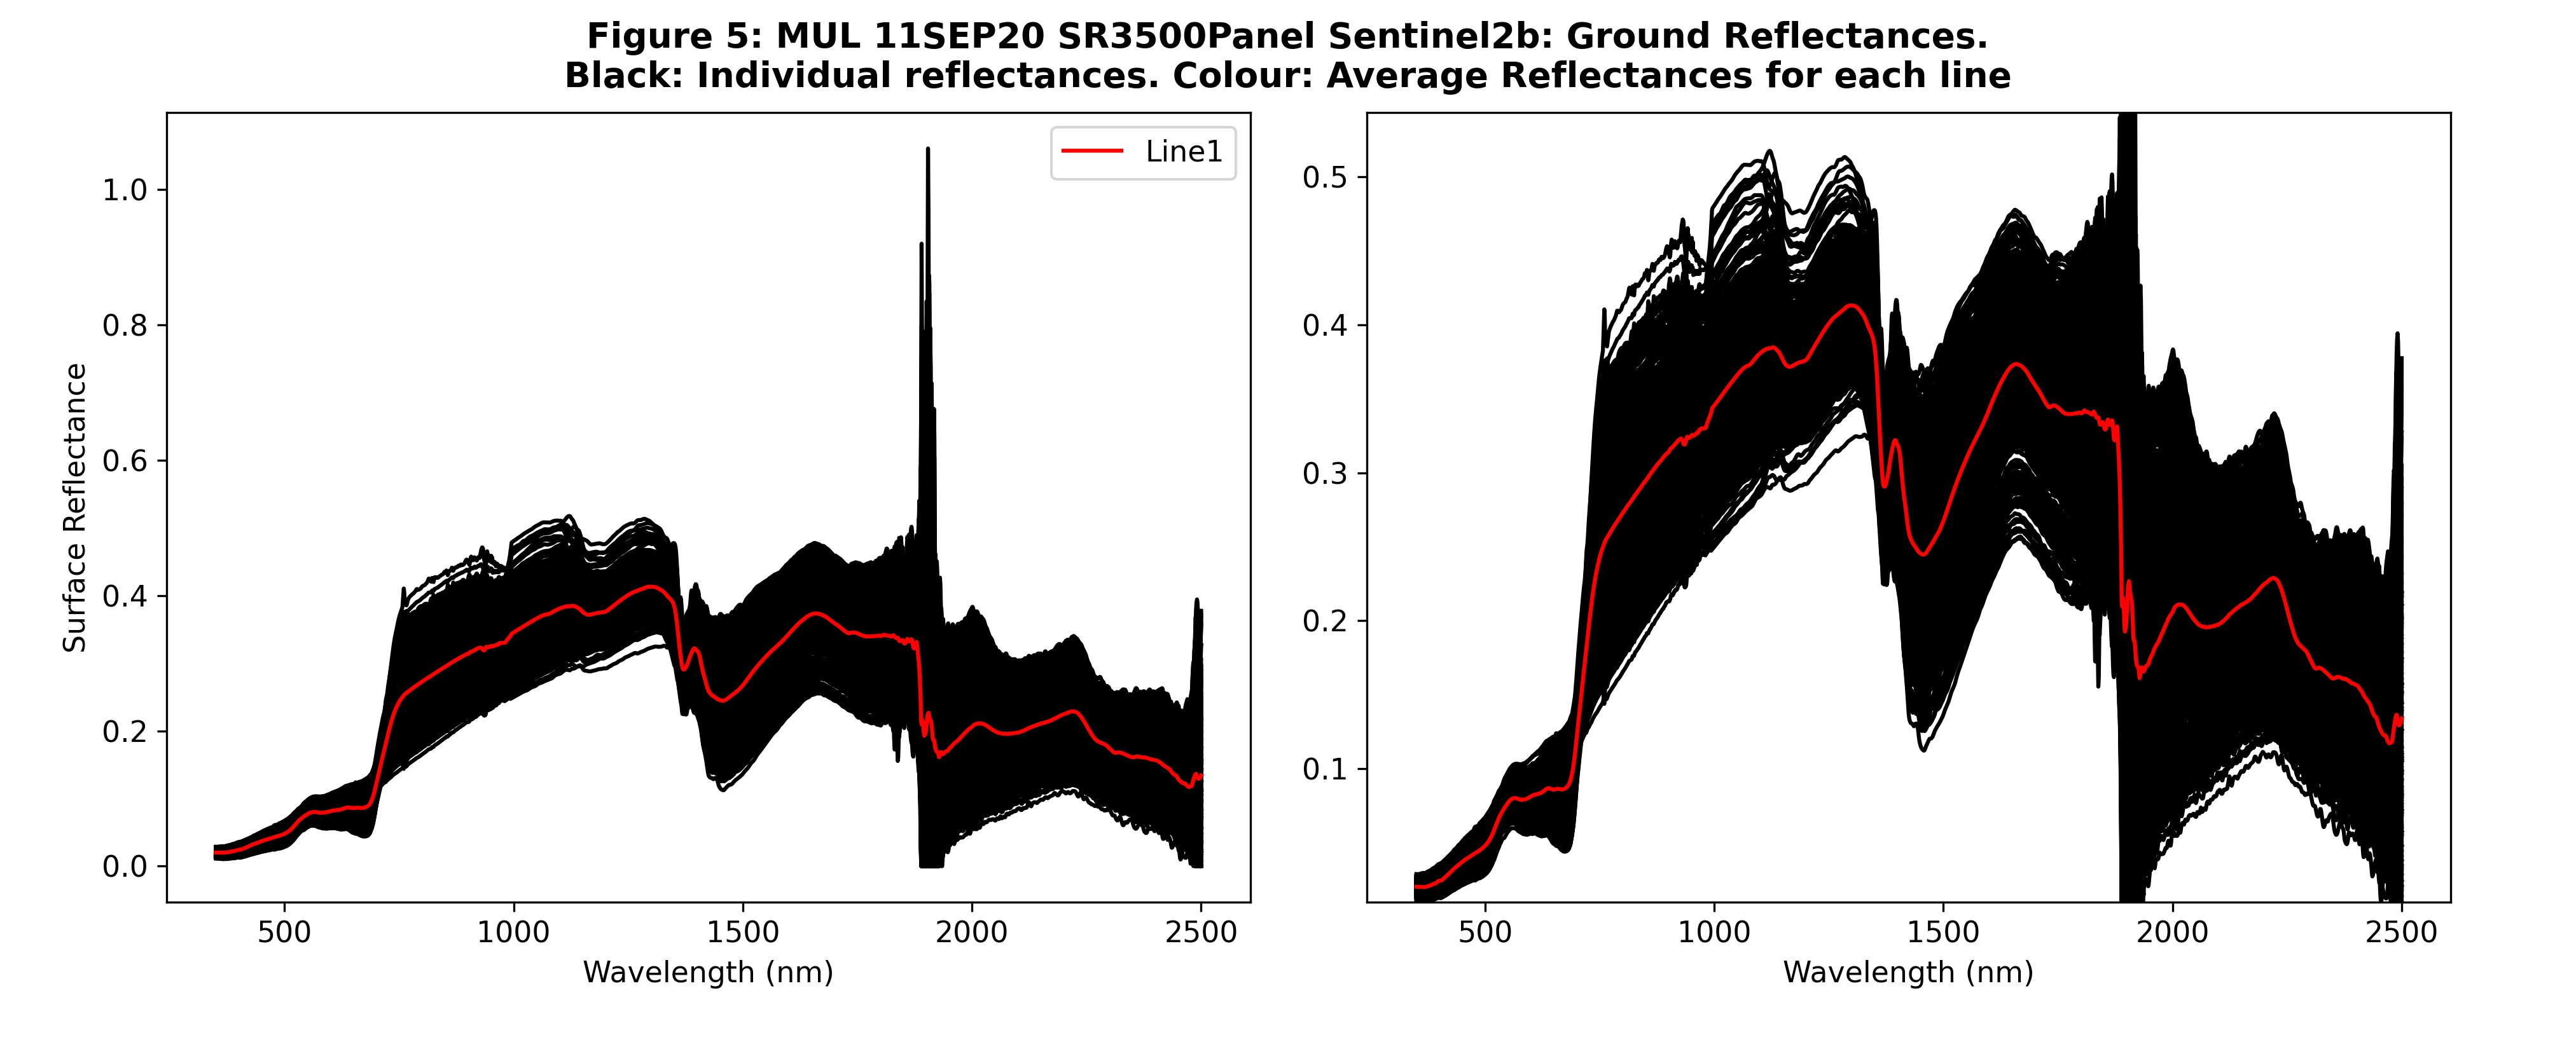 Figure 5: MUL 11SEP20 SR3500Panel Sentinel2b: Ground Reflectances.
Black: Individual reflectances. Colour: Average Reflectances for each line
Surface Reflectance
1.0
0.8
0.6
0.4
0.2
0.0
Line1
500 1000 1500 2000 2500
Wavelength (nm)
0.5
0.4
0.3
0.2
0.1
500 1000 1500 2000 2500
Wavelength (nm)